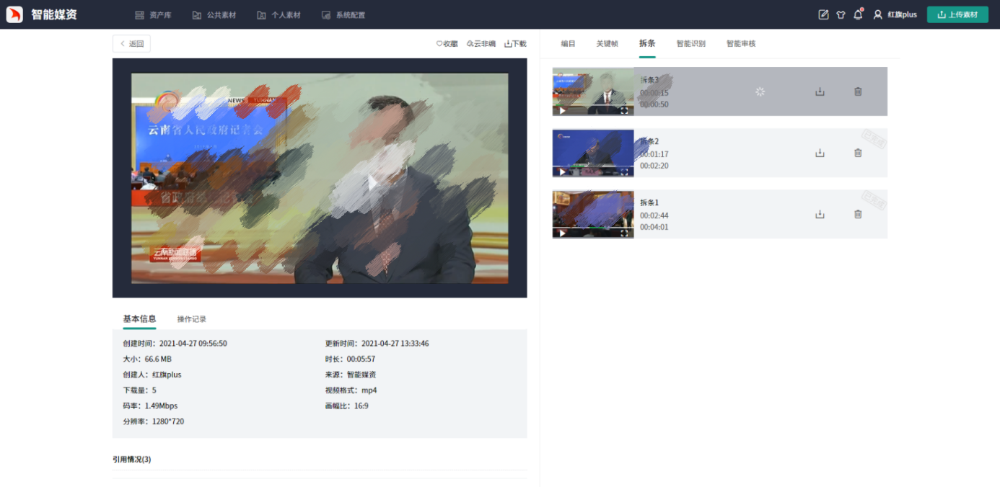 智能媒资
资产库
公共素材
个人素材
系统配置
红旗plus
上传素材
返回
收藏
云非编
下载
NEWS YUNNAN
云南省人民政府记
云南新闻联播
基本信息
操作记录
创建时间：2021-04-27 09:56:50
更新时间：2021-04-27 13:33:46
大小：66.6 MB
时长：00:05:57
创建人：红旗plus
来源：智能媒资
下载量：5
视频格式：mp4
码率：1.49Mbps
画幅比：16:9
分辨率：1280*720
引用情况(3)
编目
关键帧
拆条
智能识别
智能审核
拆条3
00:00:15
00:00:50
拆条2
00:01:17
00:02:20
拆条1
00:02:44
00:04:01